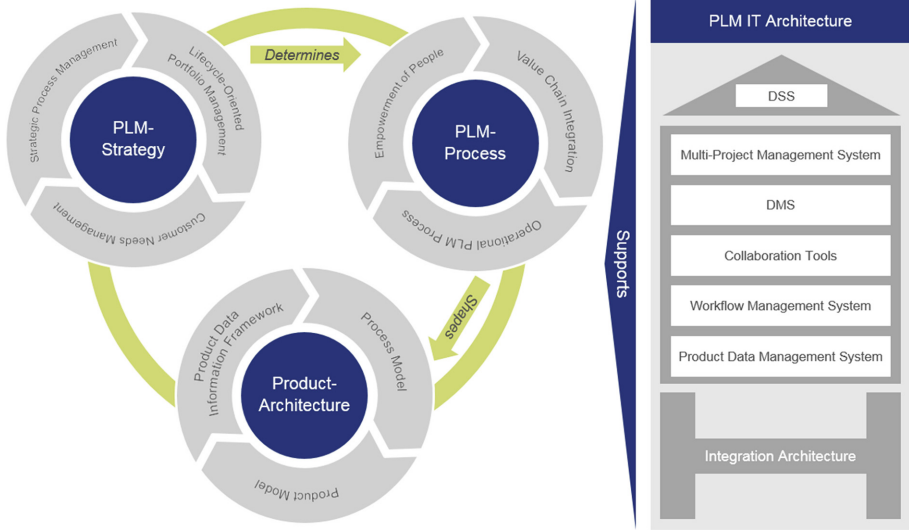 Strategic Process Management
Lifecycle-Oriented
Portfolio Management
Customer Needs Management
PLM-
Strategy
Determines
Empowerment of People
Value Chain Integration
Operational PLM Process
PLM-
Process
Shapes
Product Data
Information Framework
Process Model
Product Model
Product-
Architecture
Supports
PLM IT Architecture
DSS
Multi-Project Management System
DMS
Collaboration Tools
Workflow Management System
Product Data Management System
Integration Architecture